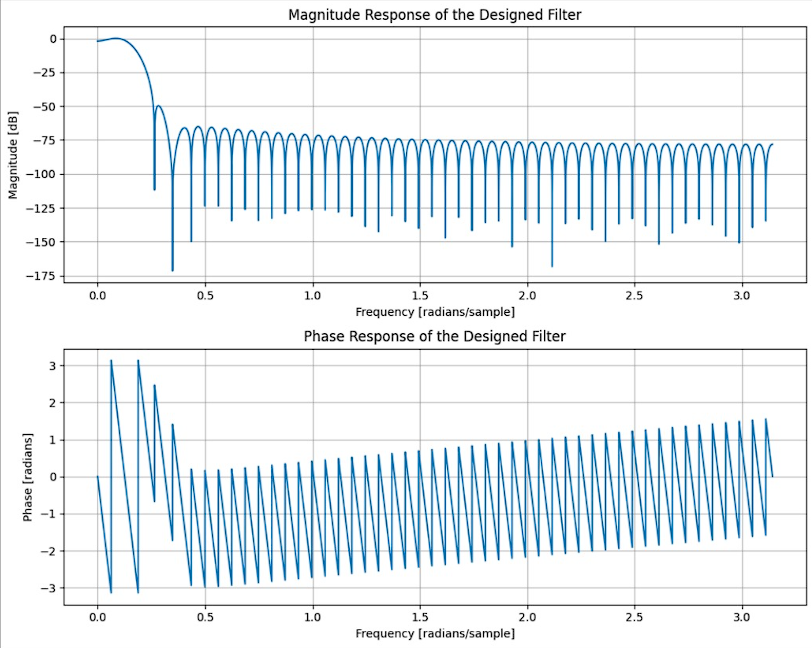 Magnitude Response of the Designed Filter
0
−25
−50
−75
−100
−125
−150
−175
Magnitude [dB]
0.0 0.5 1.0 1.5 2.0 2.5 3.0
Frequency [radians/sample]
Phase Response of the Designed Filter
3
2
1
0
−1
−2
−3
Phase [radians]
0.0 0.5 1.0 1.5 2.0 2.5 3.0
Frequency [radians/sample]